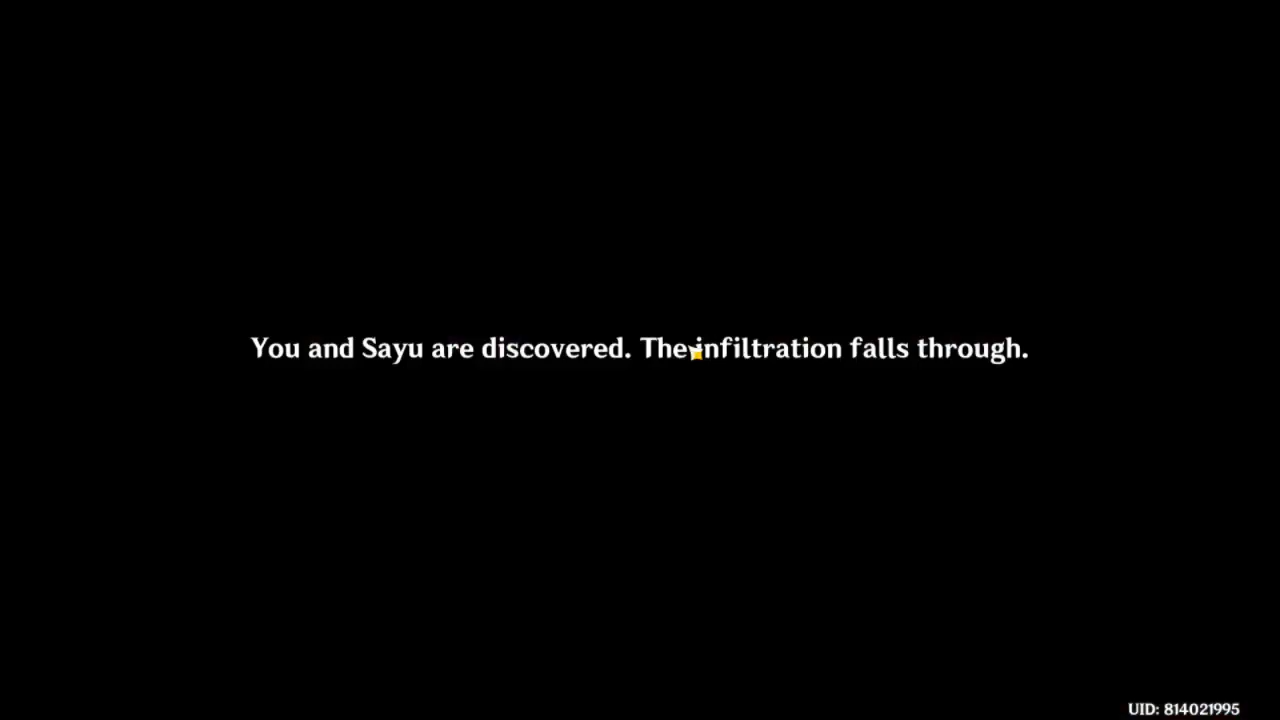 You and Sayu are discovered. The infiltration falls through.
UID: 814021995